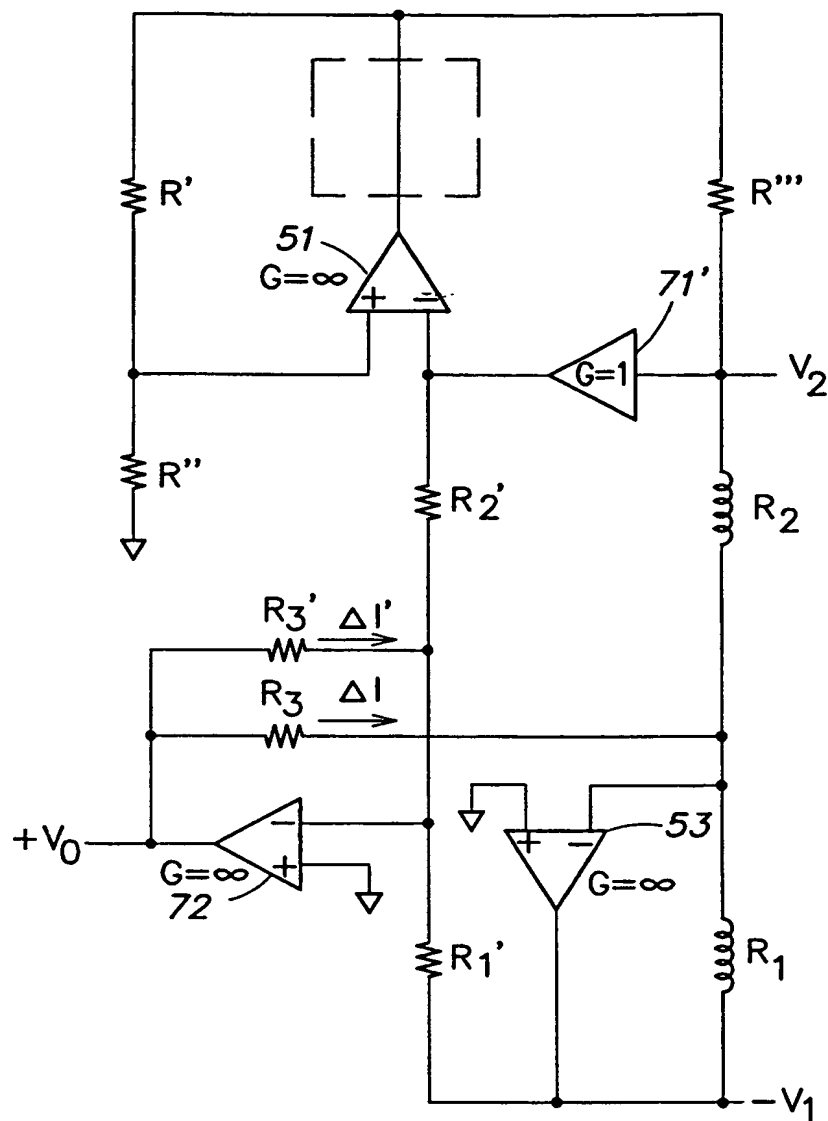 R'
R'''
51
G=∞
+ −
71'
G=1
V₂
R''
R₂'
R₂
R₃' ΔI'
R₃ ΔI
+V₀
−
+
G=∞
72
+ −
53
G=∞
R₁'
R₁
−V₁